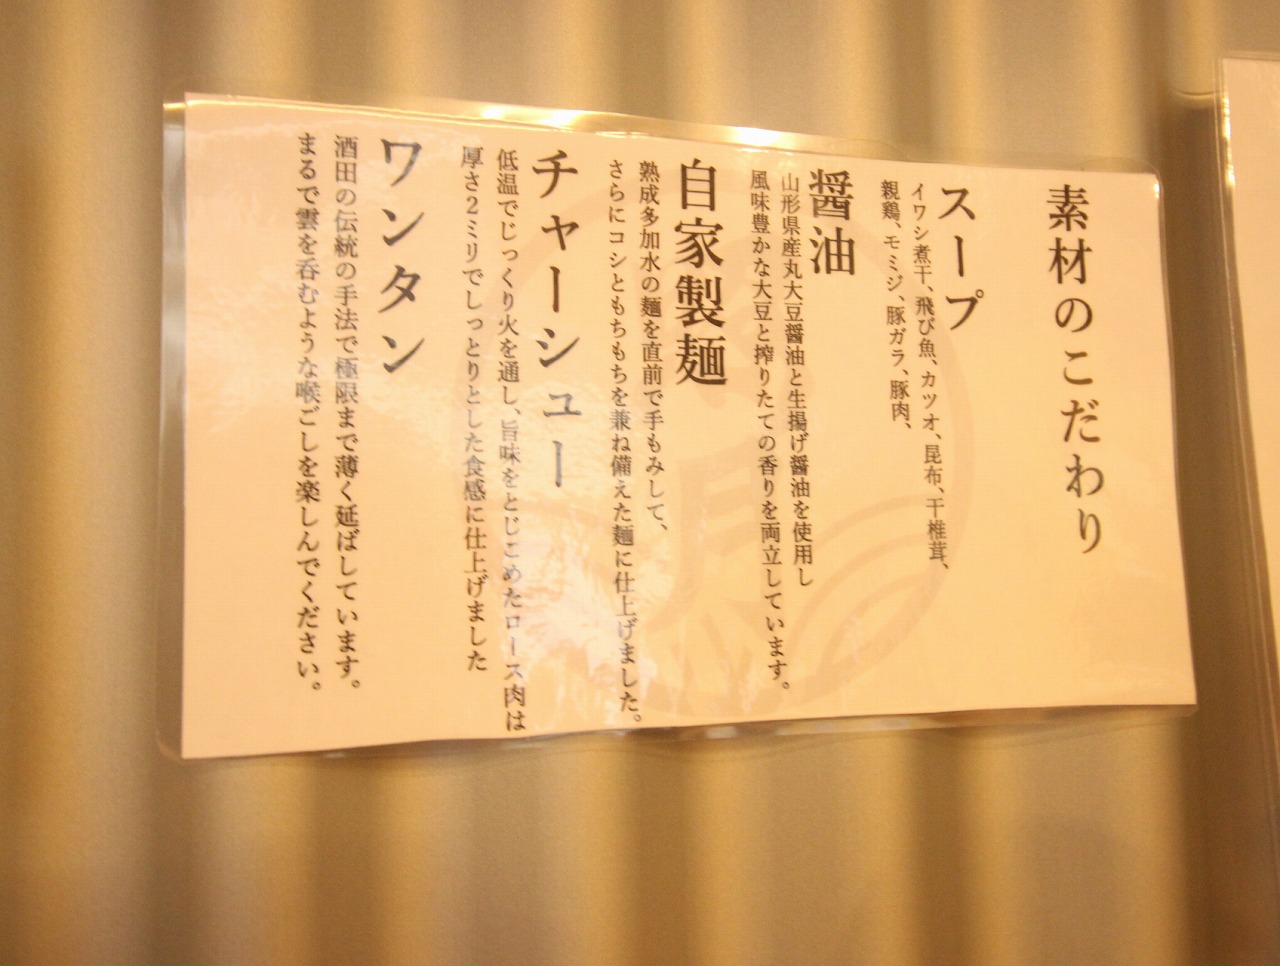 素材のこだわり
スープ
イワシ煮干、飛び魚、カツオ、昆布、干椎茸、
親鶏、モミジ、豚ガラ、豚肉、
醤油
山形県産丸大豆醤油と生揚げ醤油を使用し
風味豊かな大豆と搾りたての香りを両立しています。
自家製麺
熟成多加水の麺を直前で手もみして、
さらにコシともちもちを兼ね備えた麺に仕上げました。
チャーシュー
低温でじっくり火を通し、旨味をとじこめたロース肉は
厚さ2ミリでしっとりとした食感に仕上げました
ワンタン
酒田の伝統の手法で極限まで薄く延ばしています。
まるで雲を呑むような喉ごしを楽しんでください。